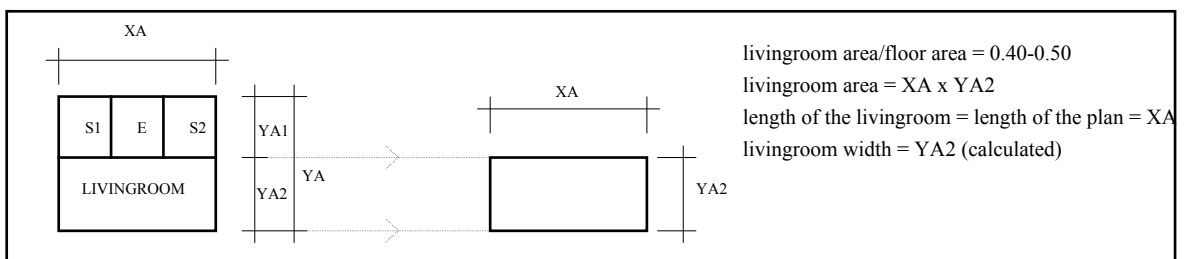 XA
S1 E S2
LIVINGROOM
YA1
YA
YA2
XA
YA2
livingroom area/floor area = 0.40-0.50
livingroom area = XA x YA2
length of the livingroom = length of the plan = XA
livingroom width = YA2 (calculated)